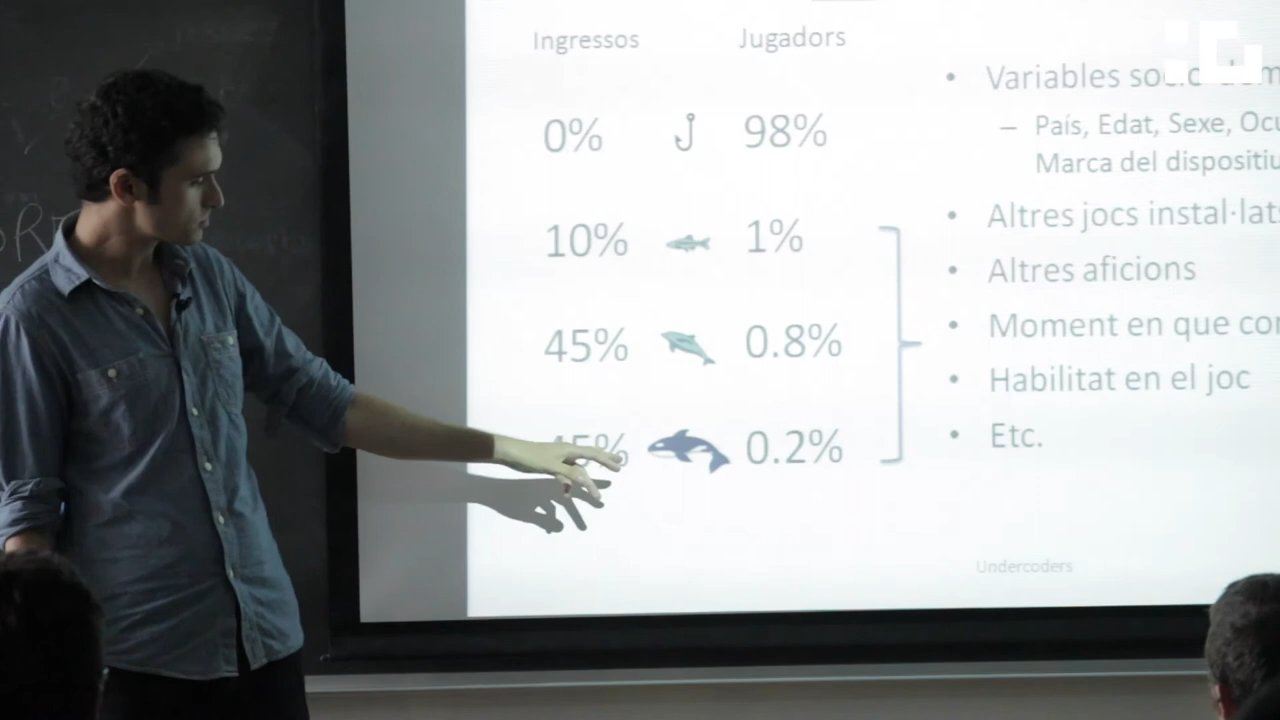 Ingressos Jugadors
0% 98%
10% 1%
45% 0.8%
45% 0.2%
• Variables
– País, Edat, Sexe,
Marca del
• Altres jocs
• Altres aficions
• Moment en que
• Habilitat en el joc
• Etc.
Undercoders